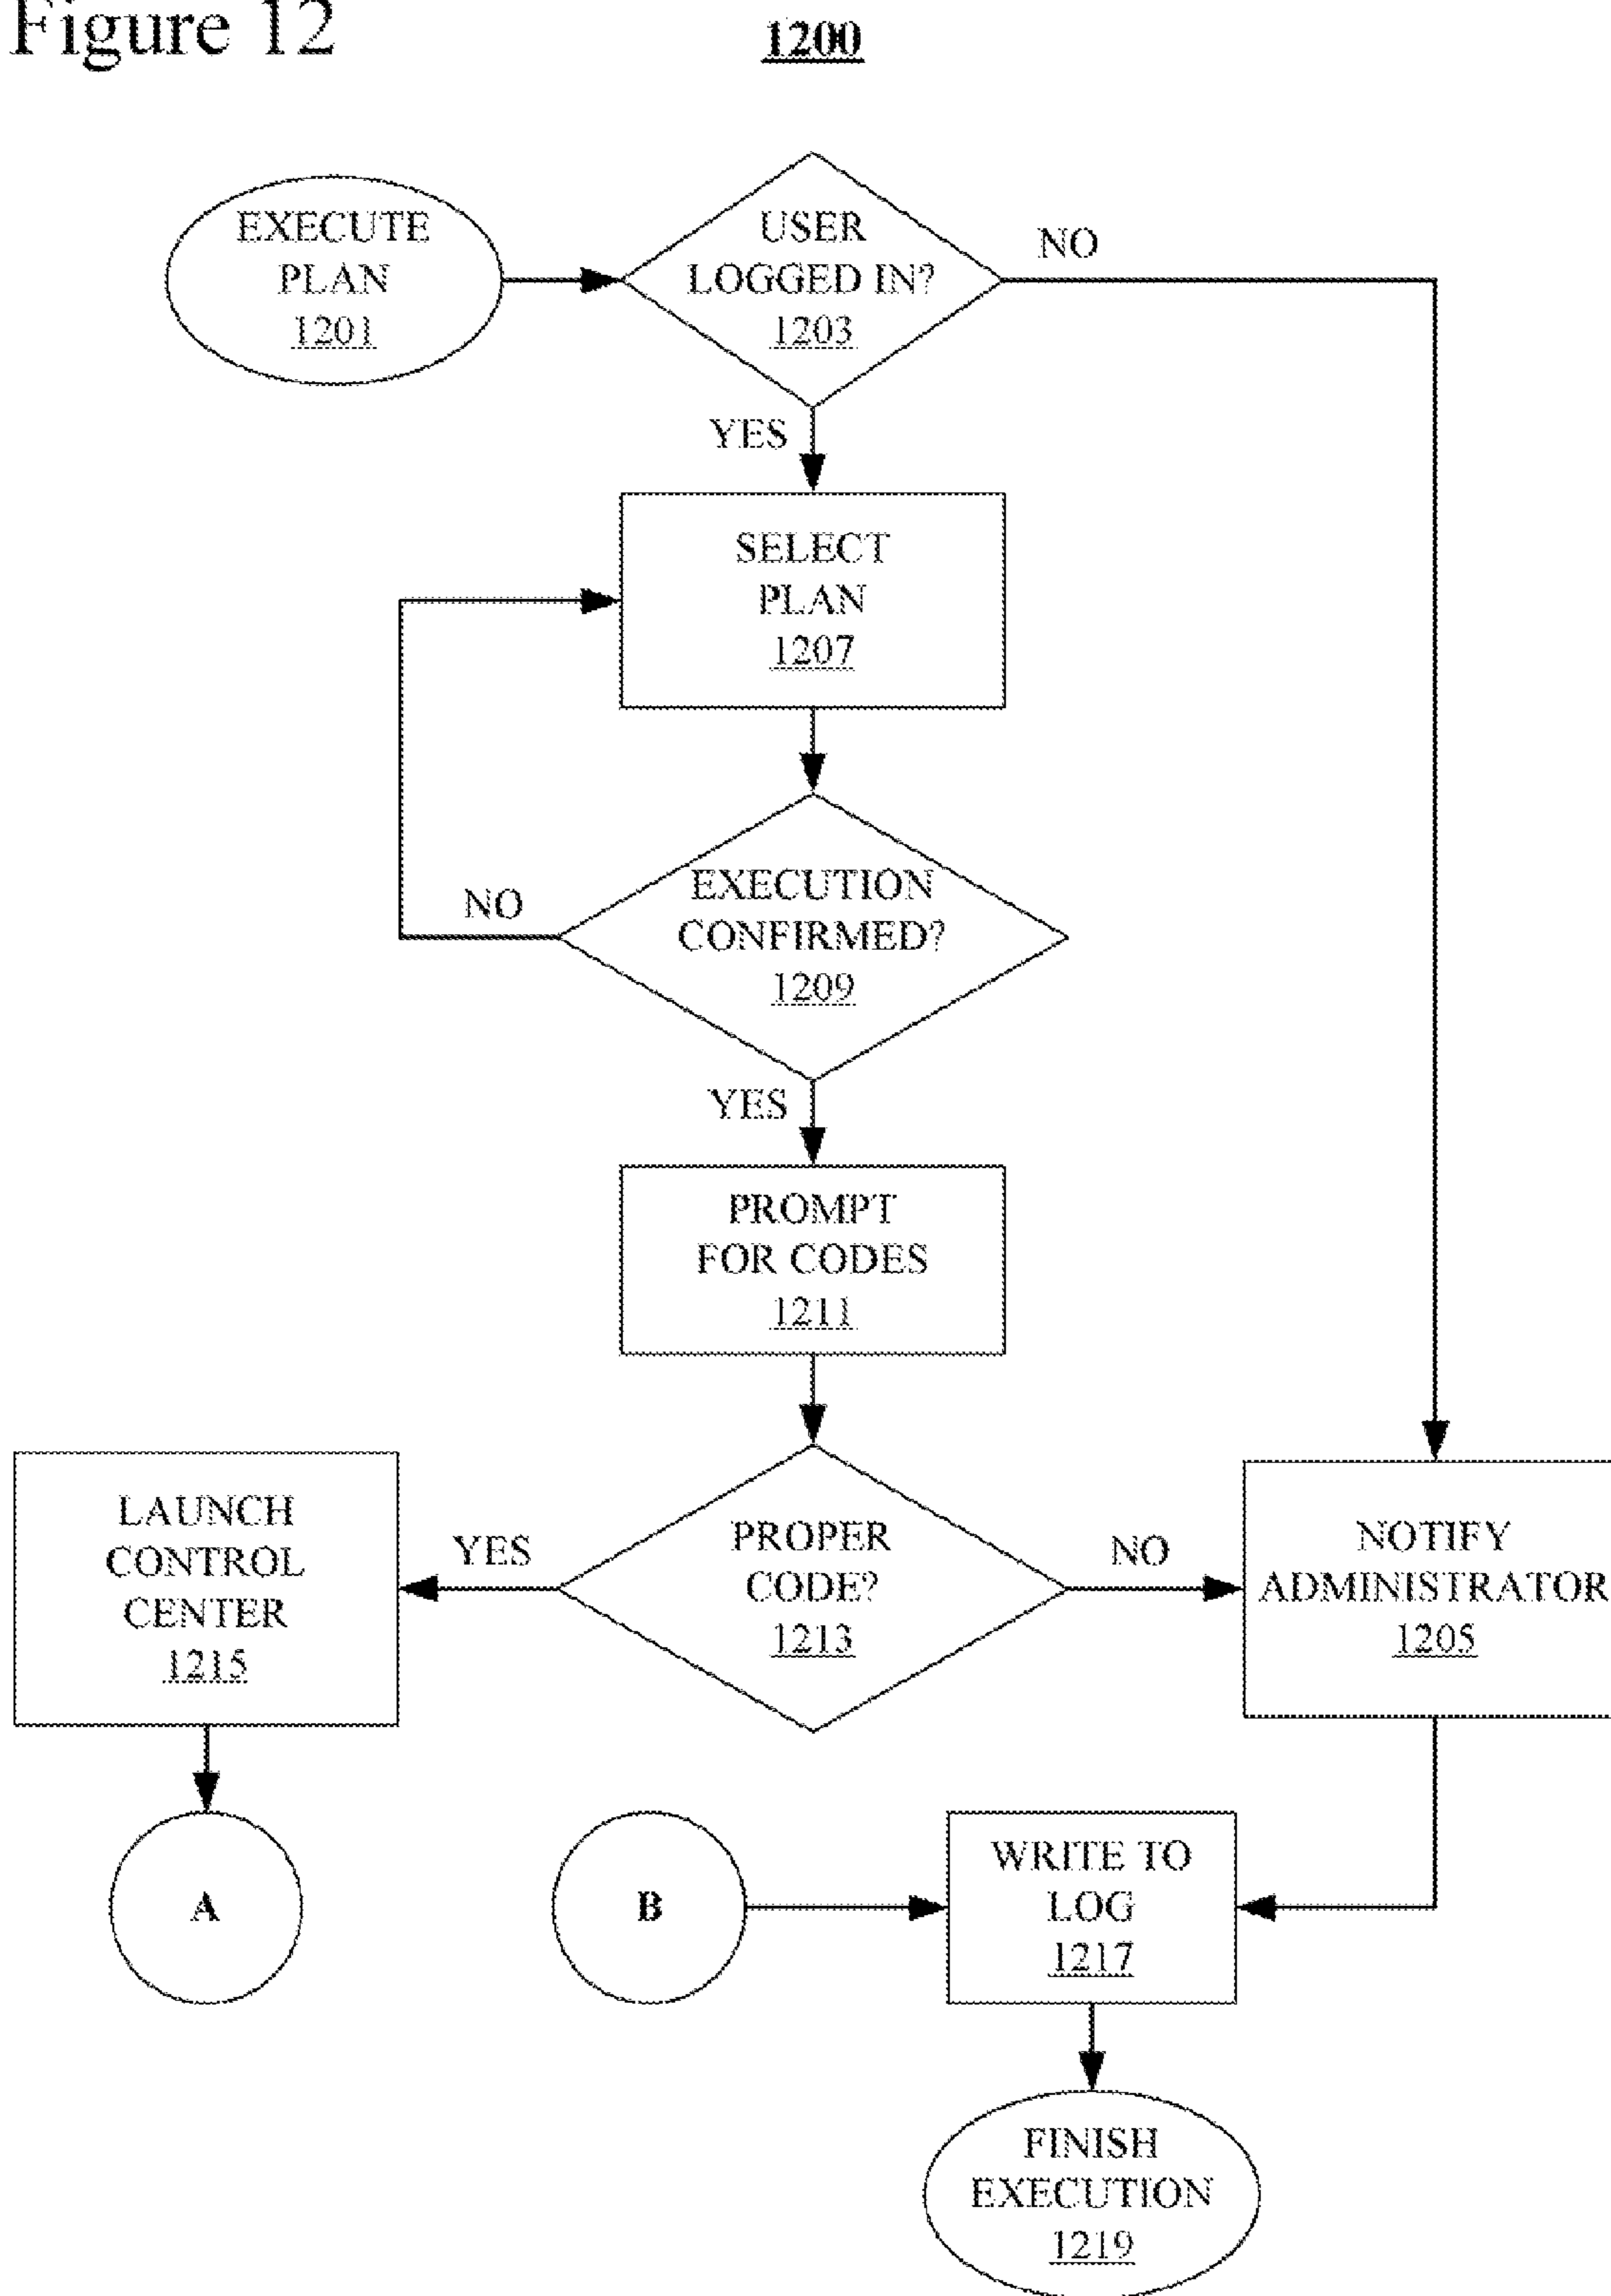 Figure 12
1200
EXECUTE
PLAN
1201
USER
LOGGED IN?
1203
NO
YES
SELECT
PLAN
1207
EXECUTION
CONFIRMED?
1209
NO
YES
PROMPT
FOR CODES
1211
LAUNCH
CONTROL
CENTER
1215
YES
PROPER
CODE?
1213
NO
NOTIFY
ADMINISTRATOR
1205
A
B
WRITE TO
LOG
1217
FINISH
EXECUTION
1219